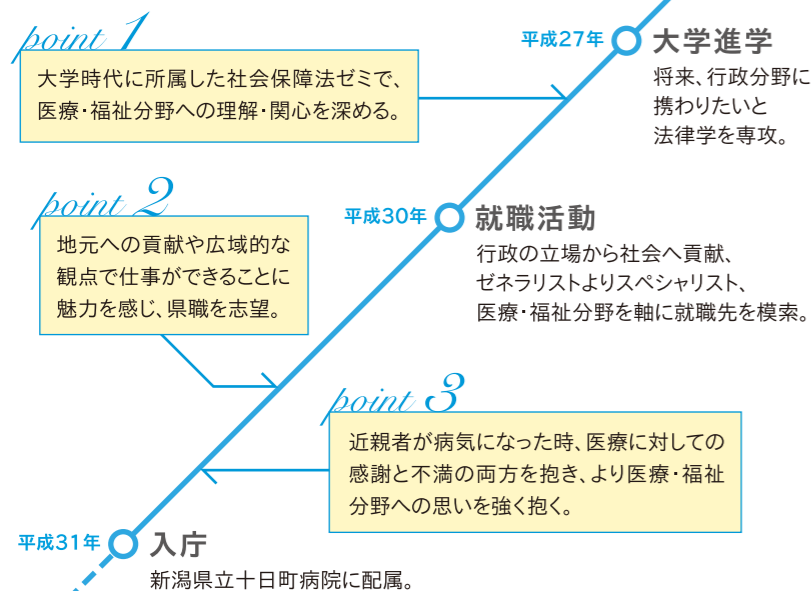 point 1
大学時代に所属した社会保障法ゼミで、
医療・福祉分野への理解・関心を深める。
平成27年 大学進学
将来、行政分野に
携わりたいと
法律学を専攻。
point 2
地元への貢献や広域的な
観点で仕事ができることに
魅力を感じ、県職を志望。
平成30年 就職活動
行政の立場から社会へ貢献、
ゼネラリストよりスペシャリスト、
医療・福祉分野を軸に就職先を模索。
point 3
近親者が病気になった時、医療に対しての
感謝と不満の両方を抱き、より医療・福祉
分野への思いを強く抱く。
平成31年 入庁
新潟県立十日町病院に配属。